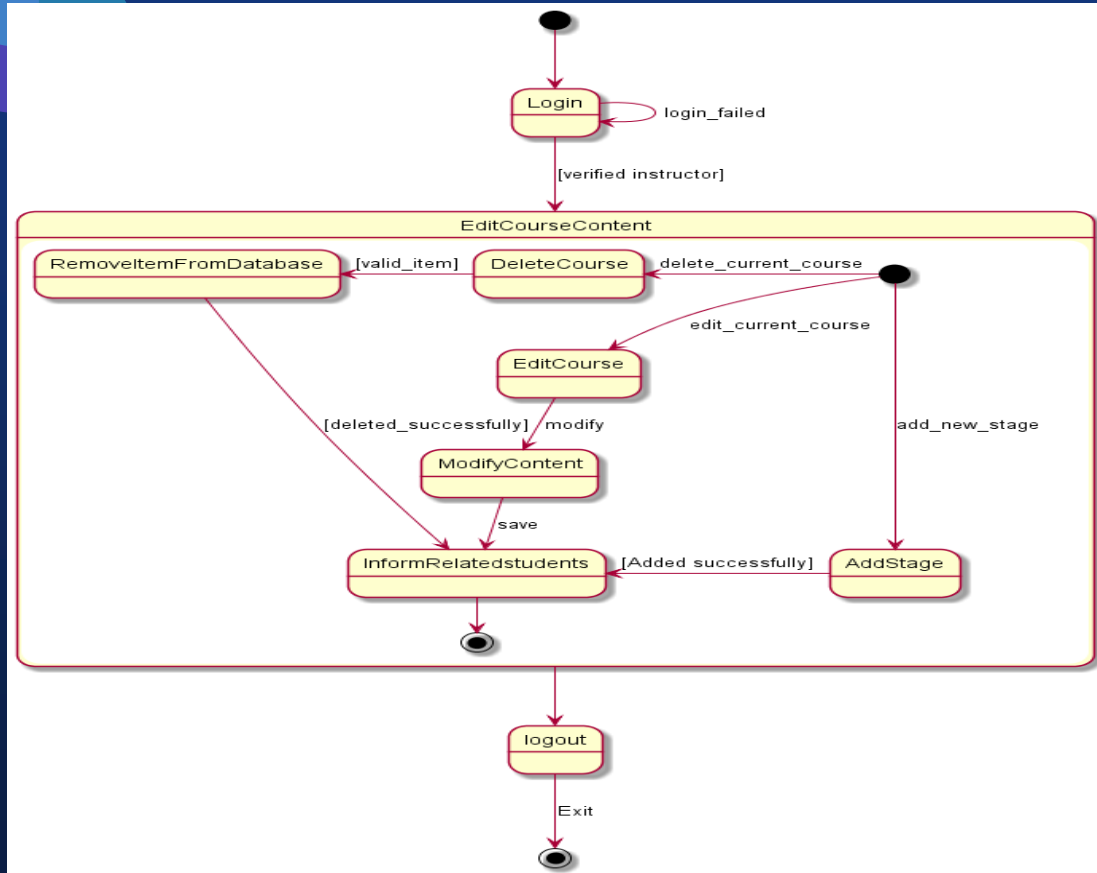 Login
login_failed
[verified instructor]
EditCourseContent
RemoveItemFromDatabase
[valid_item]
DeleteCourse
delete_current_course
edit_current_course
EditCourse
[deleted_successfully]
modify
add_new_stage
ModifyContent
save
InformRelatedstudents
[Added successfully]
AddStage
logout
Exit